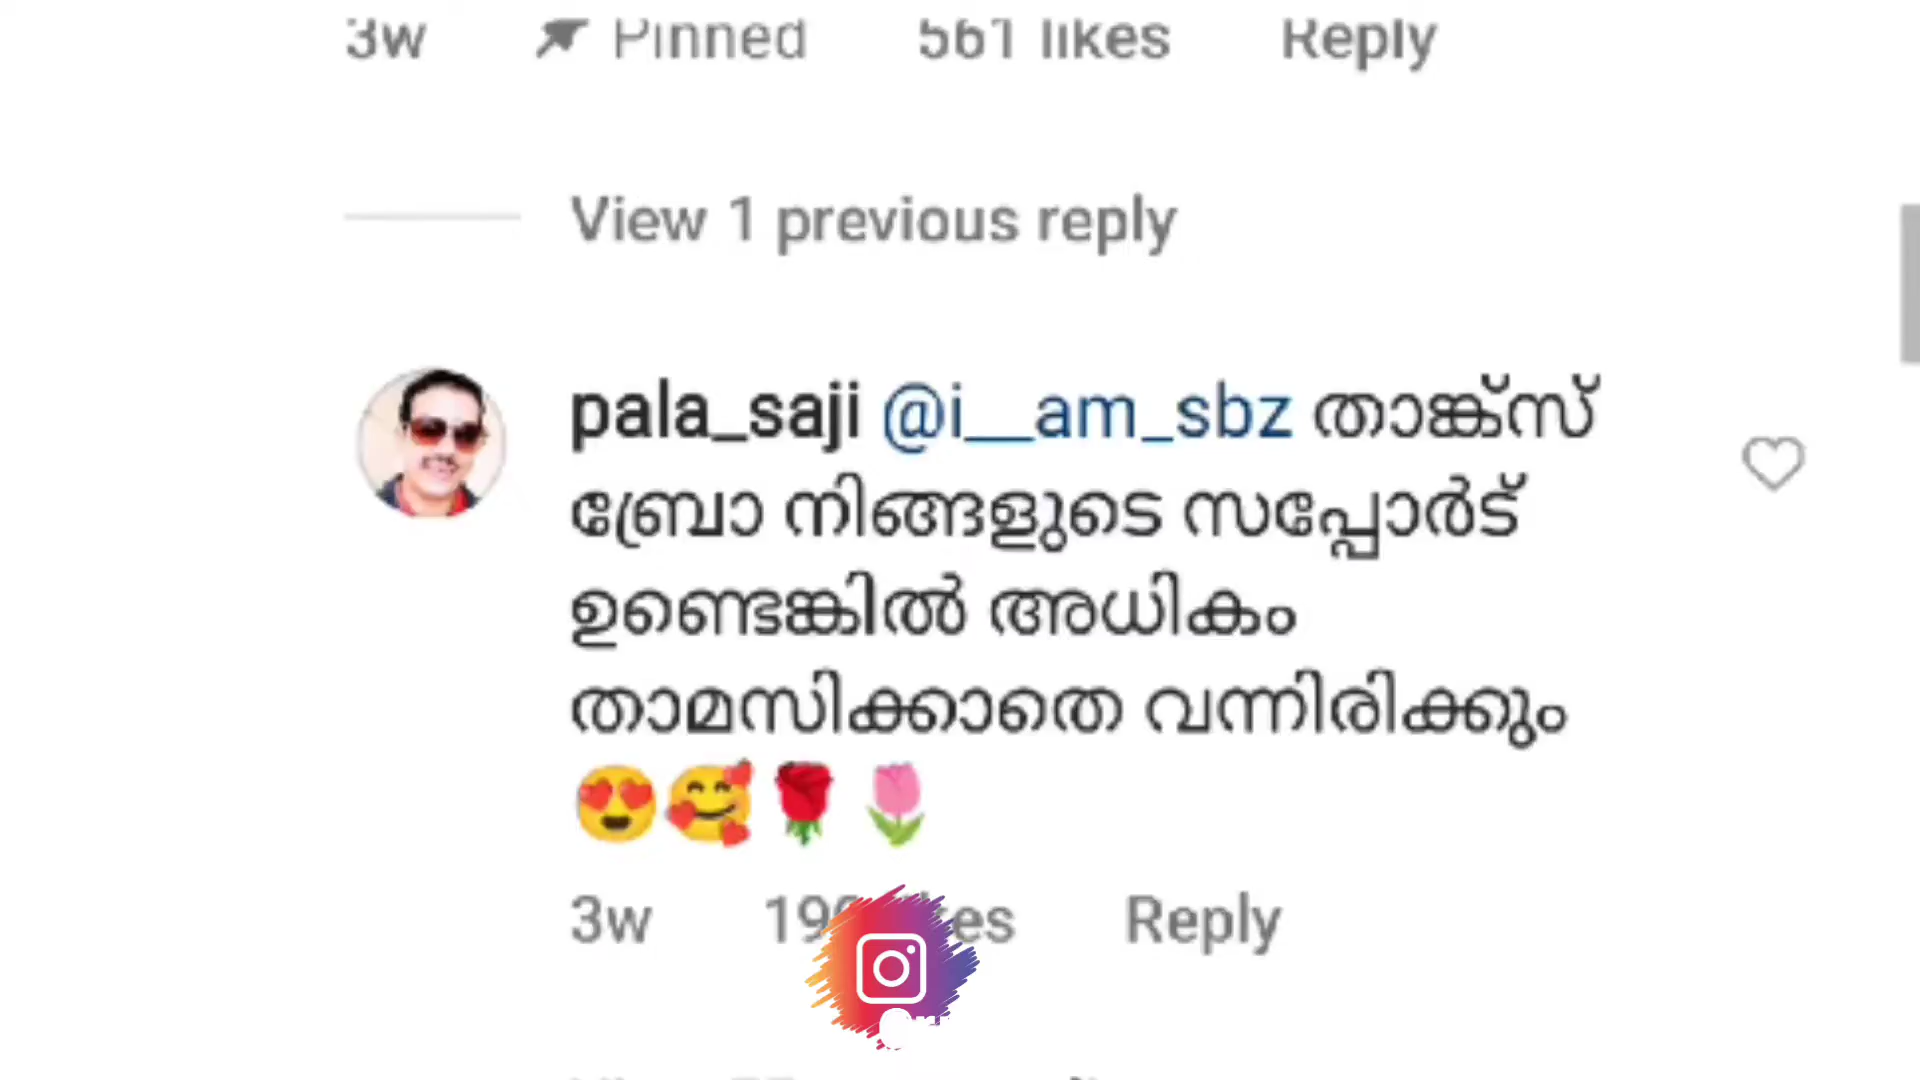 3w Pinned 561 likes Reply
View 1 previous reply
pala_saji @i__am_sbz താങ്ക്സ്
ബ്രോ നിങ്ങളുടെ സപ്പോർട്
ഉണ്ടെങ്കിൽ അധികം
താമസിക്കാതെ വന്നിരിക്കും
😍🥰🌹🌷
3w Reply